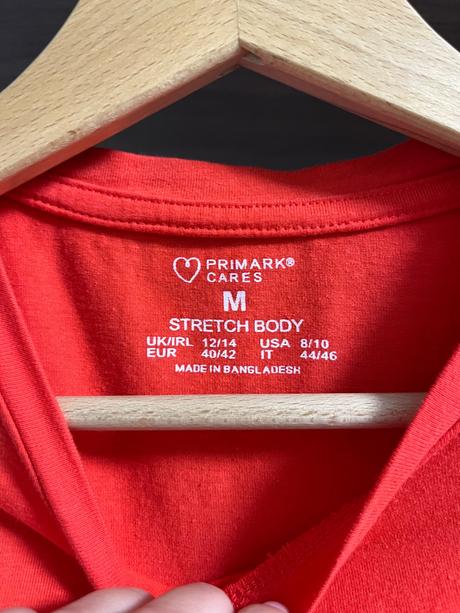 PRIMARK®
CARES
M
STRETCH BODY
UK/IRL 12/14 USA 8/10
EUR 40/42 IT 44/46
MADE IN BANGLADESH